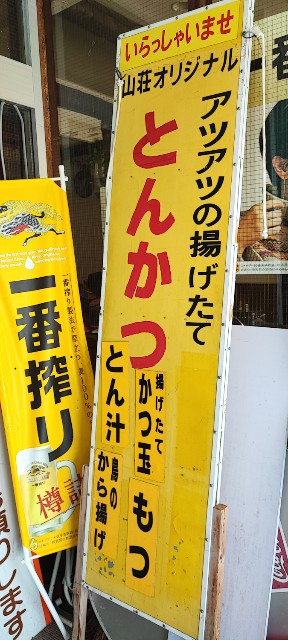 いらっしゃいませ
山荘オリジナル
アツアツの揚げたて
とんかつ
揚げたて
かつ玉
もつ
とん汁
鳥の
から揚げ
一番搾り
樽詰